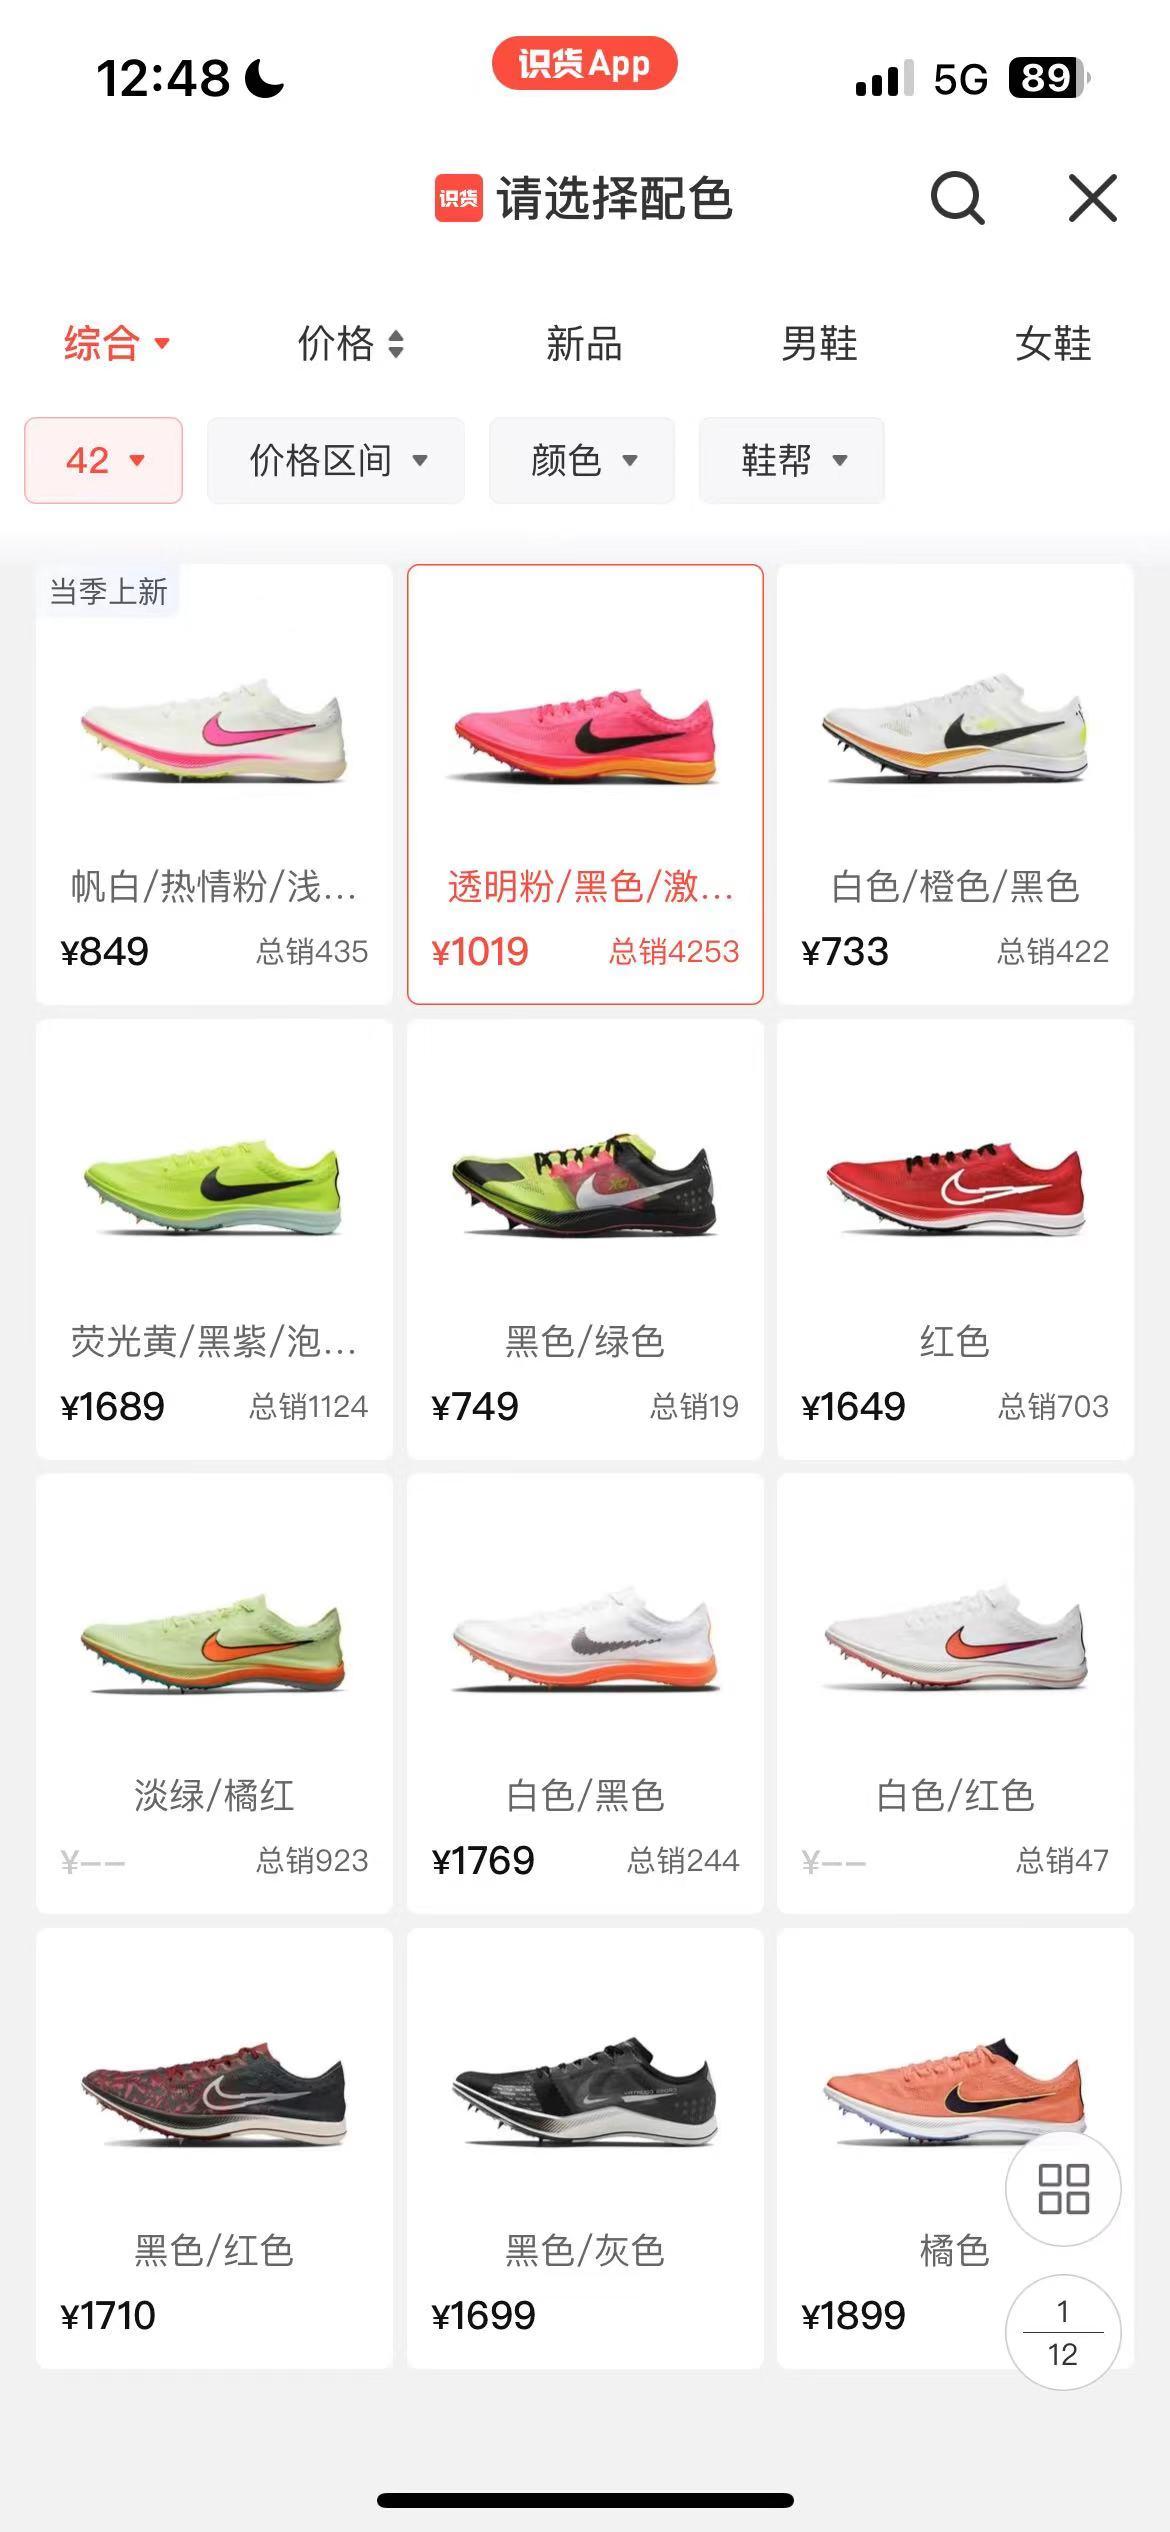 12:48
识货App
5G 89
识货 请选择配色
综合 价格 新品 男鞋 女鞋
42 价格区间 颜色 鞋帮
当季上新
帆白/热情粉/浅...
¥849 总销435
透明粉/黑色/激...
¥1019 总销4253
白色/橙色/黑色
¥733 总销422
荧光黄/黑紫/泡...
¥1689 总销1124
黑色/绿色
¥749 总销19
红色
¥1649 总销703
淡绿/橘红
¥-- 总销923
白色/黑色
¥1769 总销244
白色/红色
¥-- 总销47
黑色/红色
¥1710
黑色/灰色
¥1699
橘色
¥1899
1
12